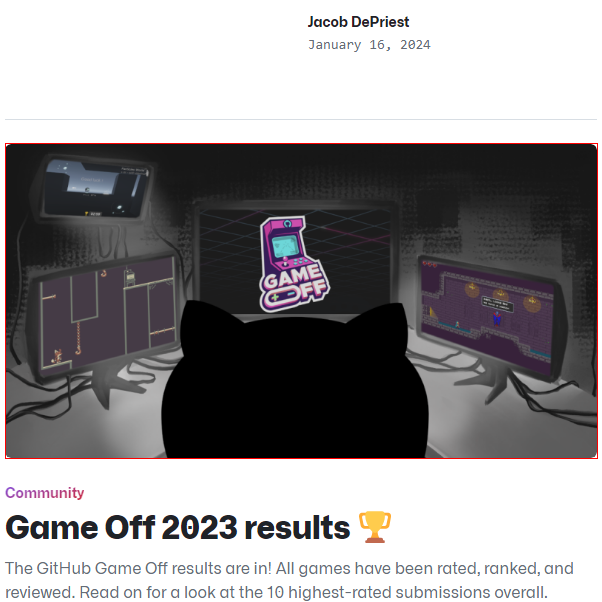 Jacob DePriest
January 16, 2024
GAME
OFF
Community
Game Off 2023 results 🏆
The GitHub Game Off results are in! All games have been rated, ranked, and
reviewed. Read on for a look at the 10 highest-rated submissions overall.